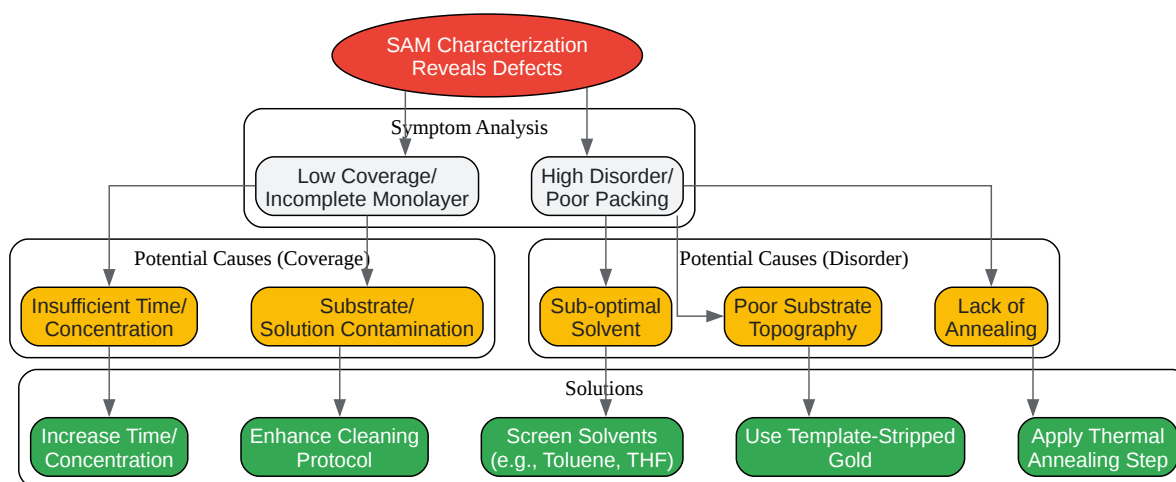 SAM Characterization
Reveals Defects
Symptom Analysis
Low Coverage/
Incomplete Monolayer
High Disorder/
Poor Packing
Potential Causes (Coverage)
Potential Causes (Disorder)
Insufficient Time/
Concentration
Substrate/
Solution Contamination
Sub-optimal
Solvent
Poor Substrate
Topography
Lack of
Annealing
Solutions
Increase Time/
Concentration
Enhance Cleaning
Protocol
Screen Solvents
(e.g., Toluene, THF)
Use Template-Stripped
Gold
Apply Thermal
Annealing Step